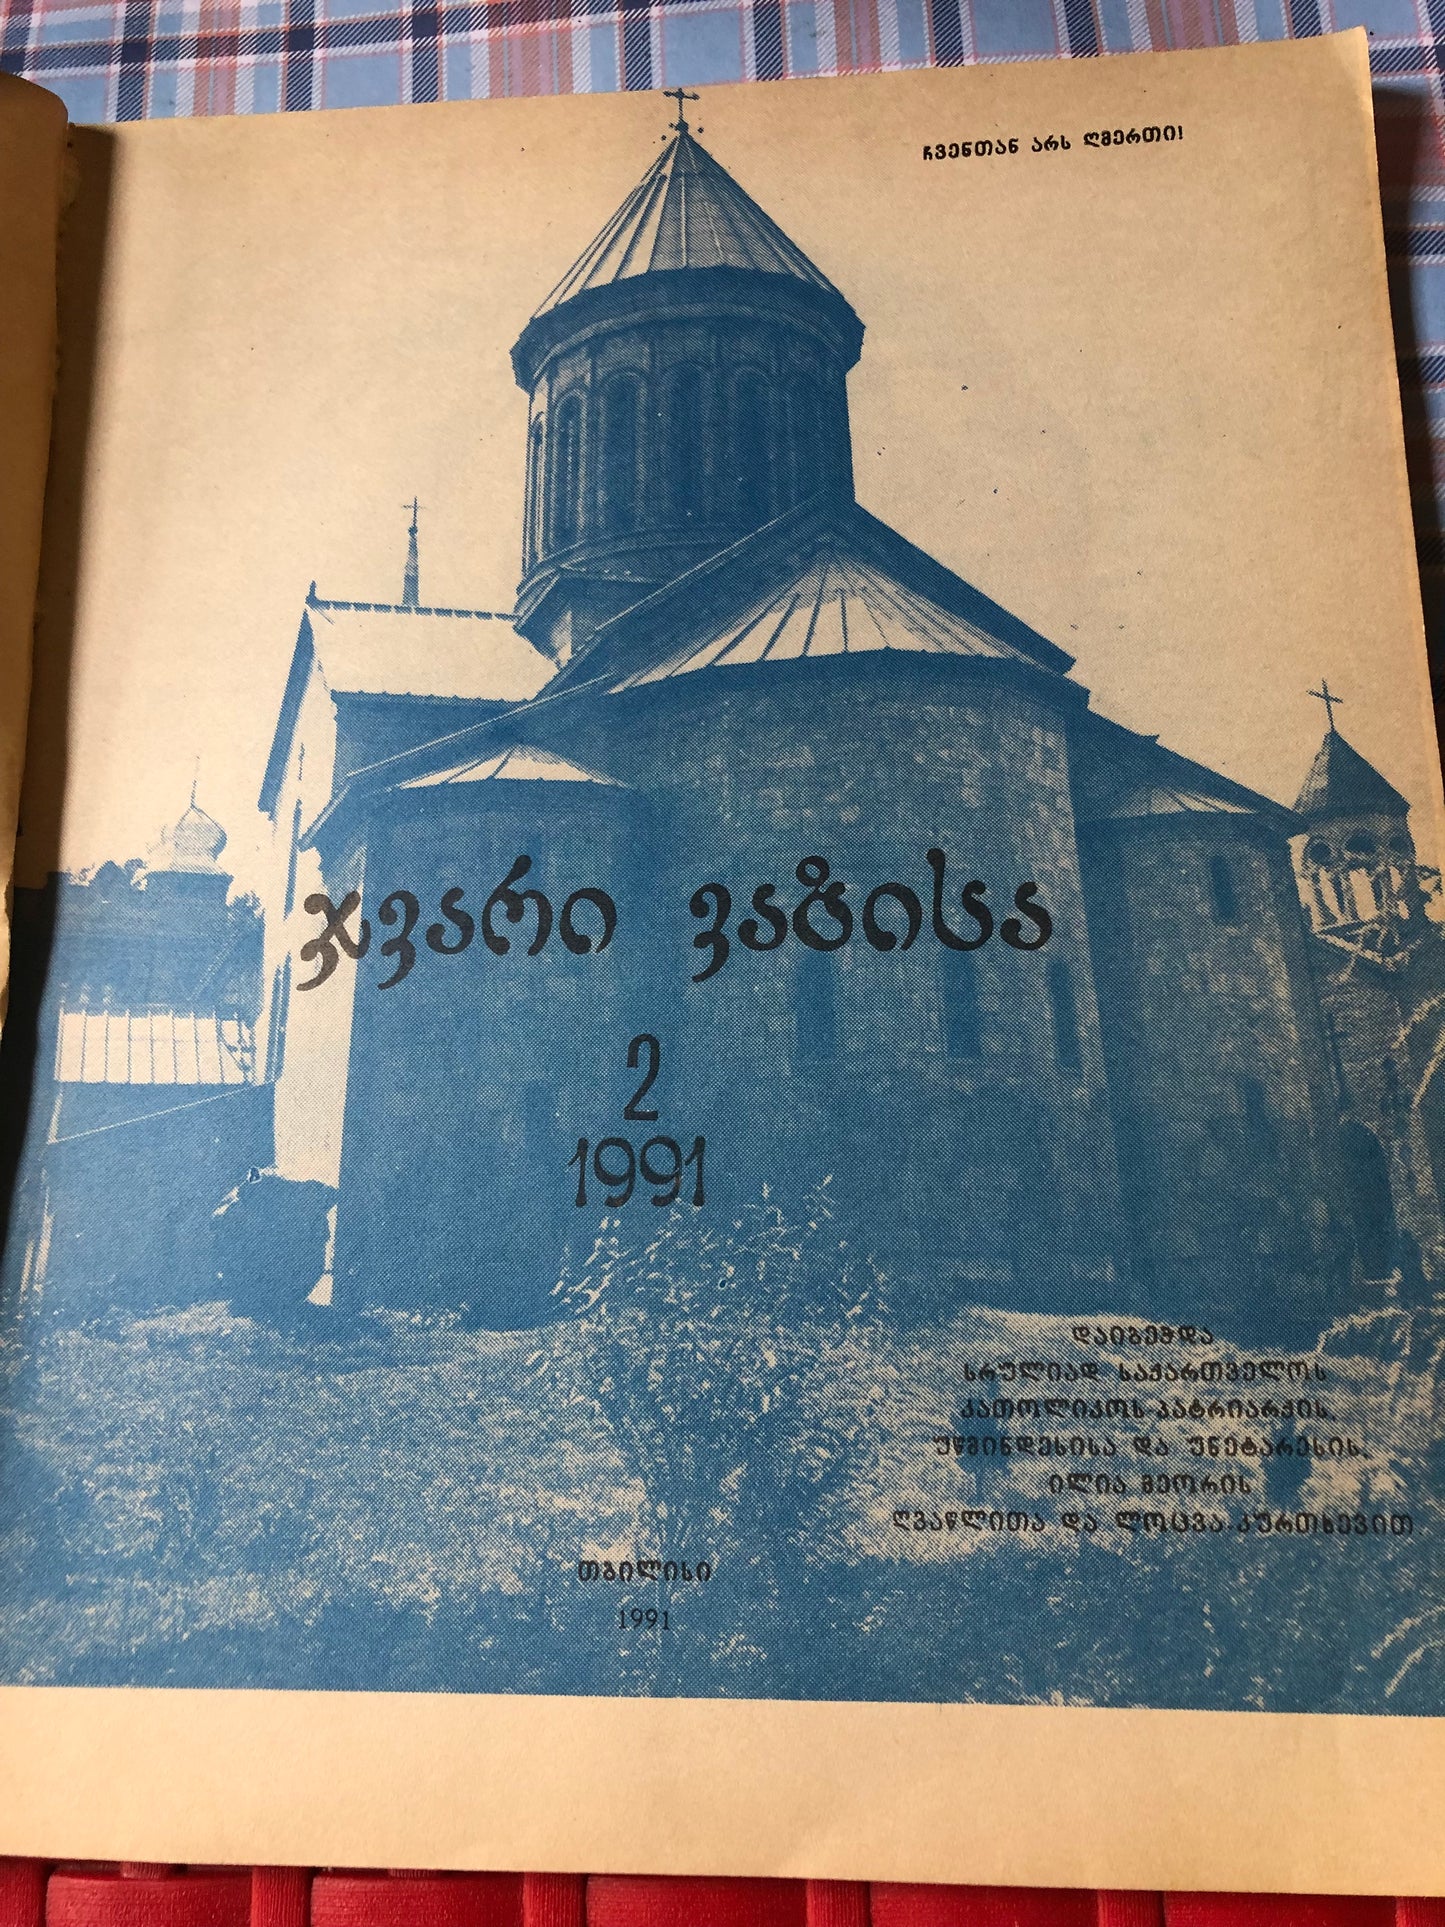 ჩვენთან არს ღმერთი!
ჯვარი ვაზისა
2
1991
დაიბეჭდა
სრულიად საქართველოს
კათოლიკოს-პატრიარქის,
უწმინდესისა და უნეტარესის,
ილია მეორის
ღვაწლითა და ლოცვა-კურთხევით
თბილისი
1991